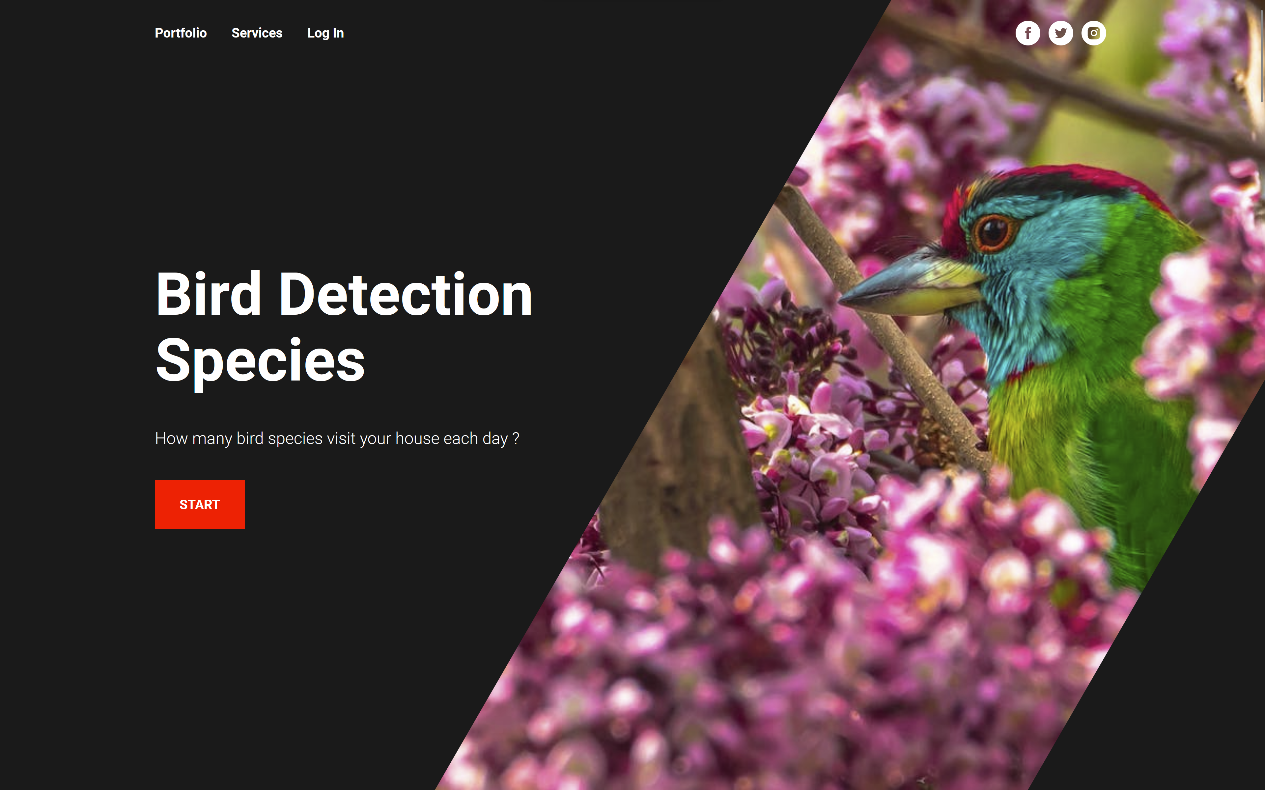 Portfolio Services Log In
Bird Detection
Species
How many bird species visit your house each day ?
START